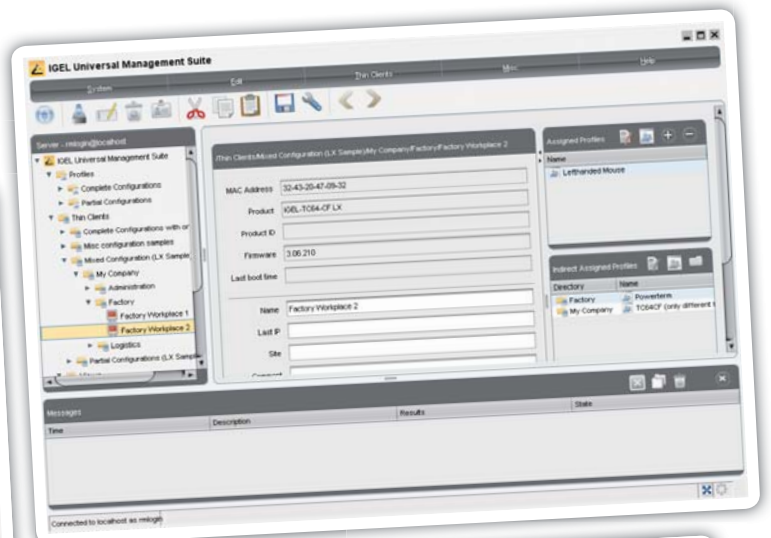 IGEL Universal Management Suite
System Edit Thin Clients Misc Help
Server - rmlogin@localhost
IGEL Universal Management Suite
Profiles
Complete Configurations
Partial Configurations
Thin Clients
Complete Configurations with or
Misc configuration samples
Mixed Configuration (LX Sample
My Company
Administration
Factory
Factory Workplace 1
Factory Workplace 2
Logistics
Partial Configurations (LX Sample
/Thin Clients/Mixed Configuration (LX Sample)/My Company/Factory/Factory Workplace 2
MAC Address 32-43-20-47-09-32
Product IGEL-TC64-CF LX
Product ID
Firmware 3.06.210
Last boot time
Name Factory Workplace 2
Last IP
Site
Comment
Assigned Profiles
Name
Lefthanded Mouse
Indirect Assigned Profiles
Directory Name
Factory Powerterm
My Company TC64CF (only different t
Messages
Time Description Results State
Connected to localhost as rmlogin